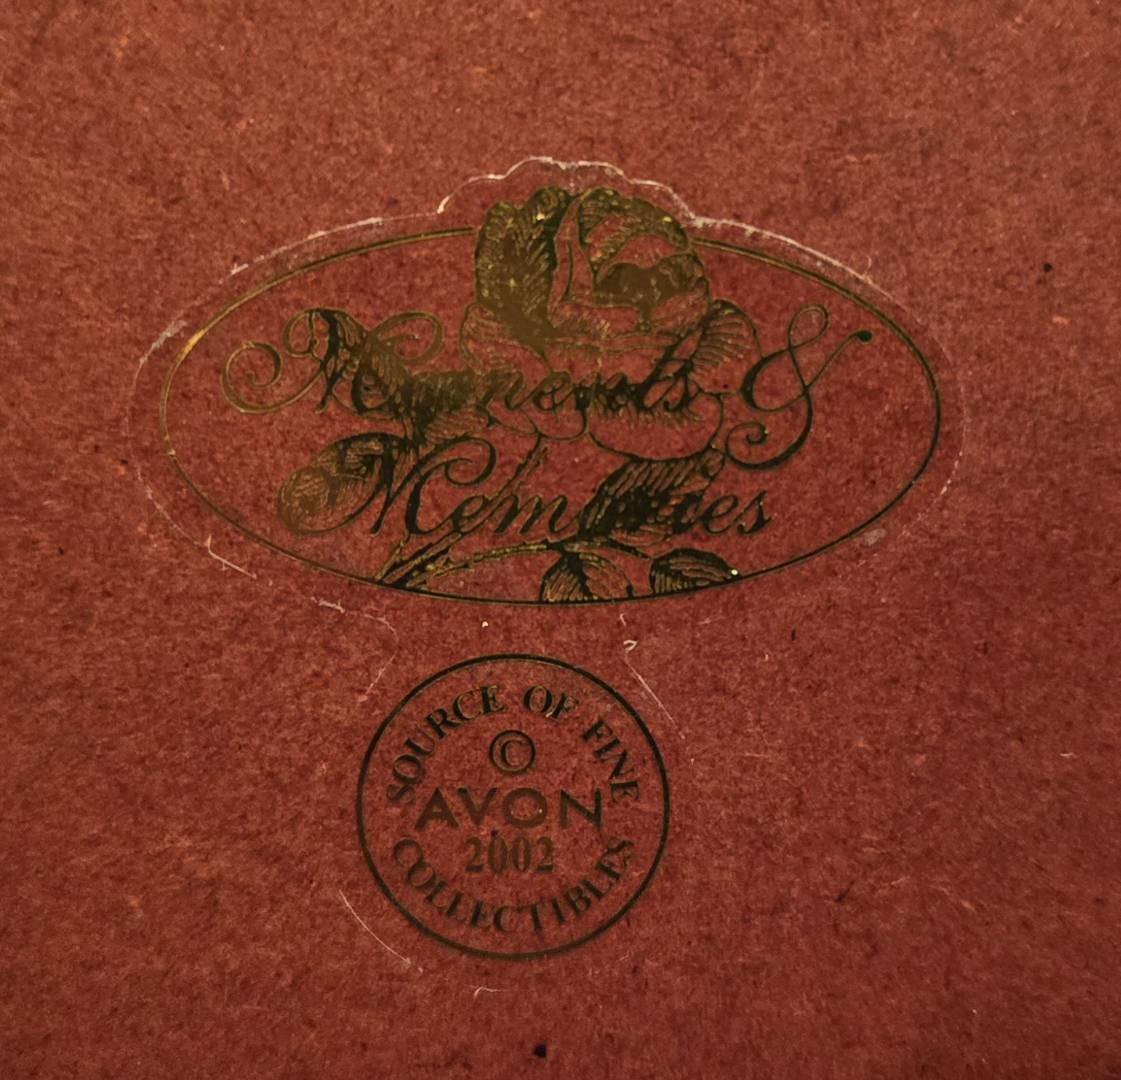 Moments &
Memories
SOURCE OF FINE
©
AVON
2002
COLLECTIBLES